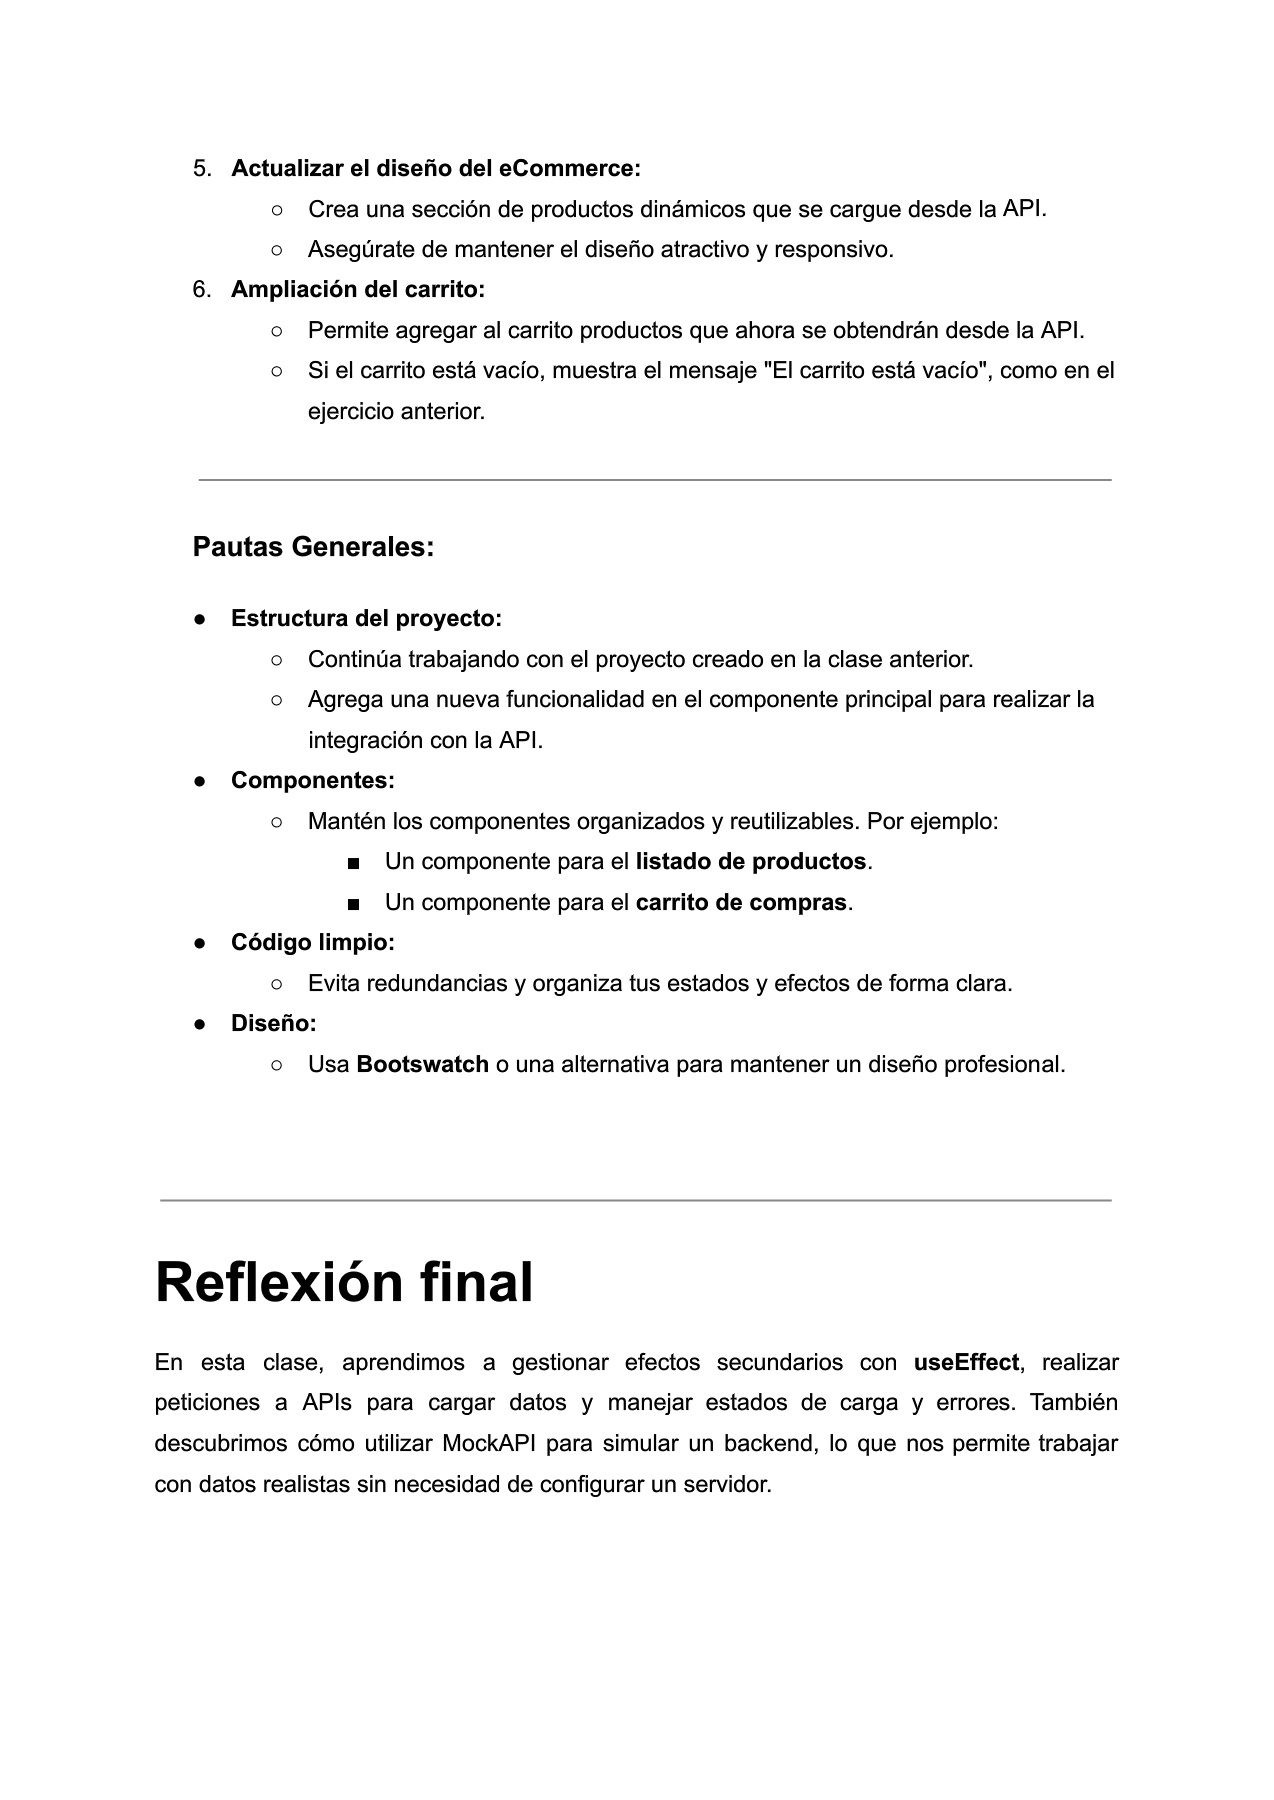 5. Actualizar el diseño del eCommerce:
○ Crea una sección de productos dinámicos que se cargue desde la API.
○ Asegúrate de mantener el diseño atractivo y responsivo.
6. Ampliación del carrito:
○ Permite agregar al carrito productos que ahora se obtendrán desde la API.
○ Si el carrito está vacío, muestra el mensaje "El carrito está vacío", como en el
ejercicio anterior.
Pautas Generales:
● Estructura del proyecto:
○ Continúa trabajando con el proyecto creado en la clase anterior.
○ Agrega una nueva funcionalidad en el componente principal para realizar la
integración con la API.
● Componentes:
○ Mantén los componentes organizados y reutilizables. Por ejemplo:
■ Un componente para el listado de productos.
■ Un componente para el carrito de compras.
● Código limpio:
○ Evita redundancias y organiza tus estados y efectos de forma clara.
● Diseño:
○ Usa Bootswatch o una alternativa para mantener un diseño profesional.
Reflexión final
En esta clase, aprendimos a gestionar efectos secundarios con useEffect, realizar
peticiones a APIs para cargar datos y manejar estados de carga y errores. También
descubrimos cómo utilizar MockAPI para simular un backend, lo que nos permite trabajar
con datos realistas sin necesidad de configurar un servidor.